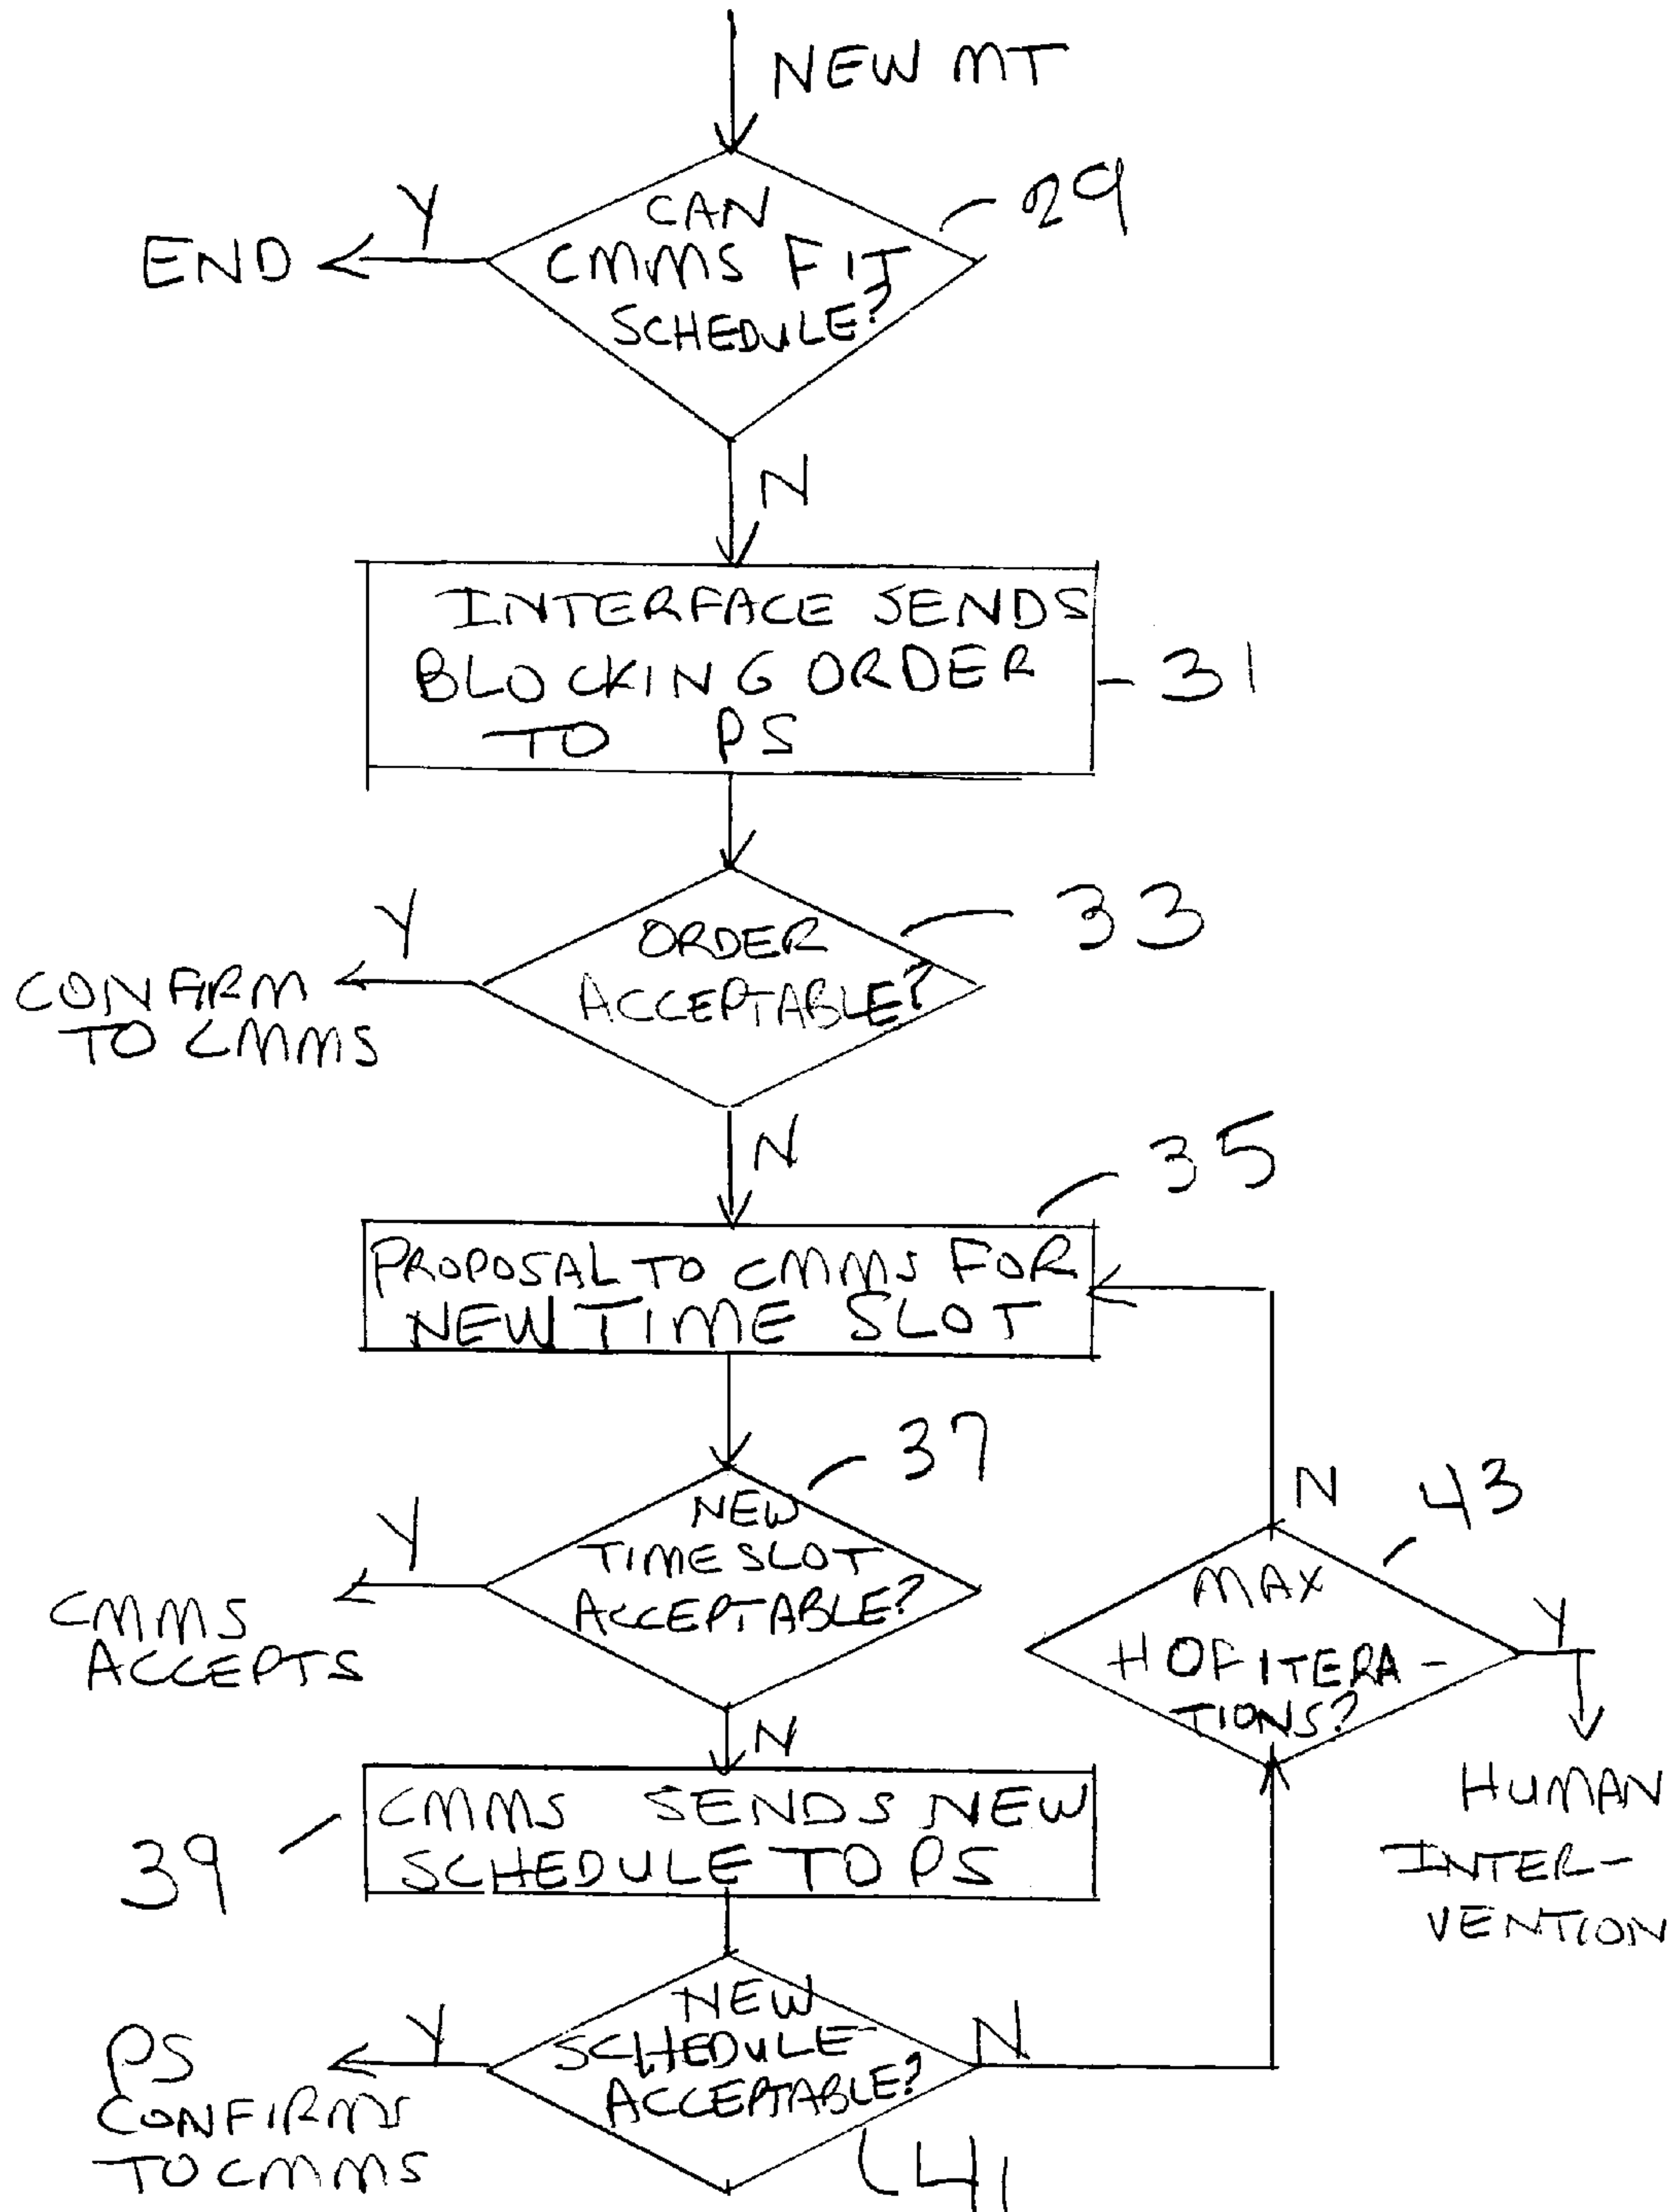 NEW MT
Y
CAN
CMMS FIT
SCHEDULE?
29
END
N
INTERFACE SENDS
BLOCKING ORDER
TO PS
31
Y
ORDER
ACCEPTABLE?
33
CONFIRM
TO CMMS
N
35
PROPOSAL TO CMMS FOR
NEW TIME SLOT
37
Y
NEW
TIME SLOT
ACCEPTABLE?
CMMS
ACCEPTS
N
43
MAX
# OF ITERA-
TIONS?
Y
HUMAN
INTER-
VENTION
N
CMMS SENDS NEW
SCHEDULE TO PS
39
Y
NEW
SCHEDULE
ACCEPTABLE?
N
PS
CONFIRMS
TO CMMS
41